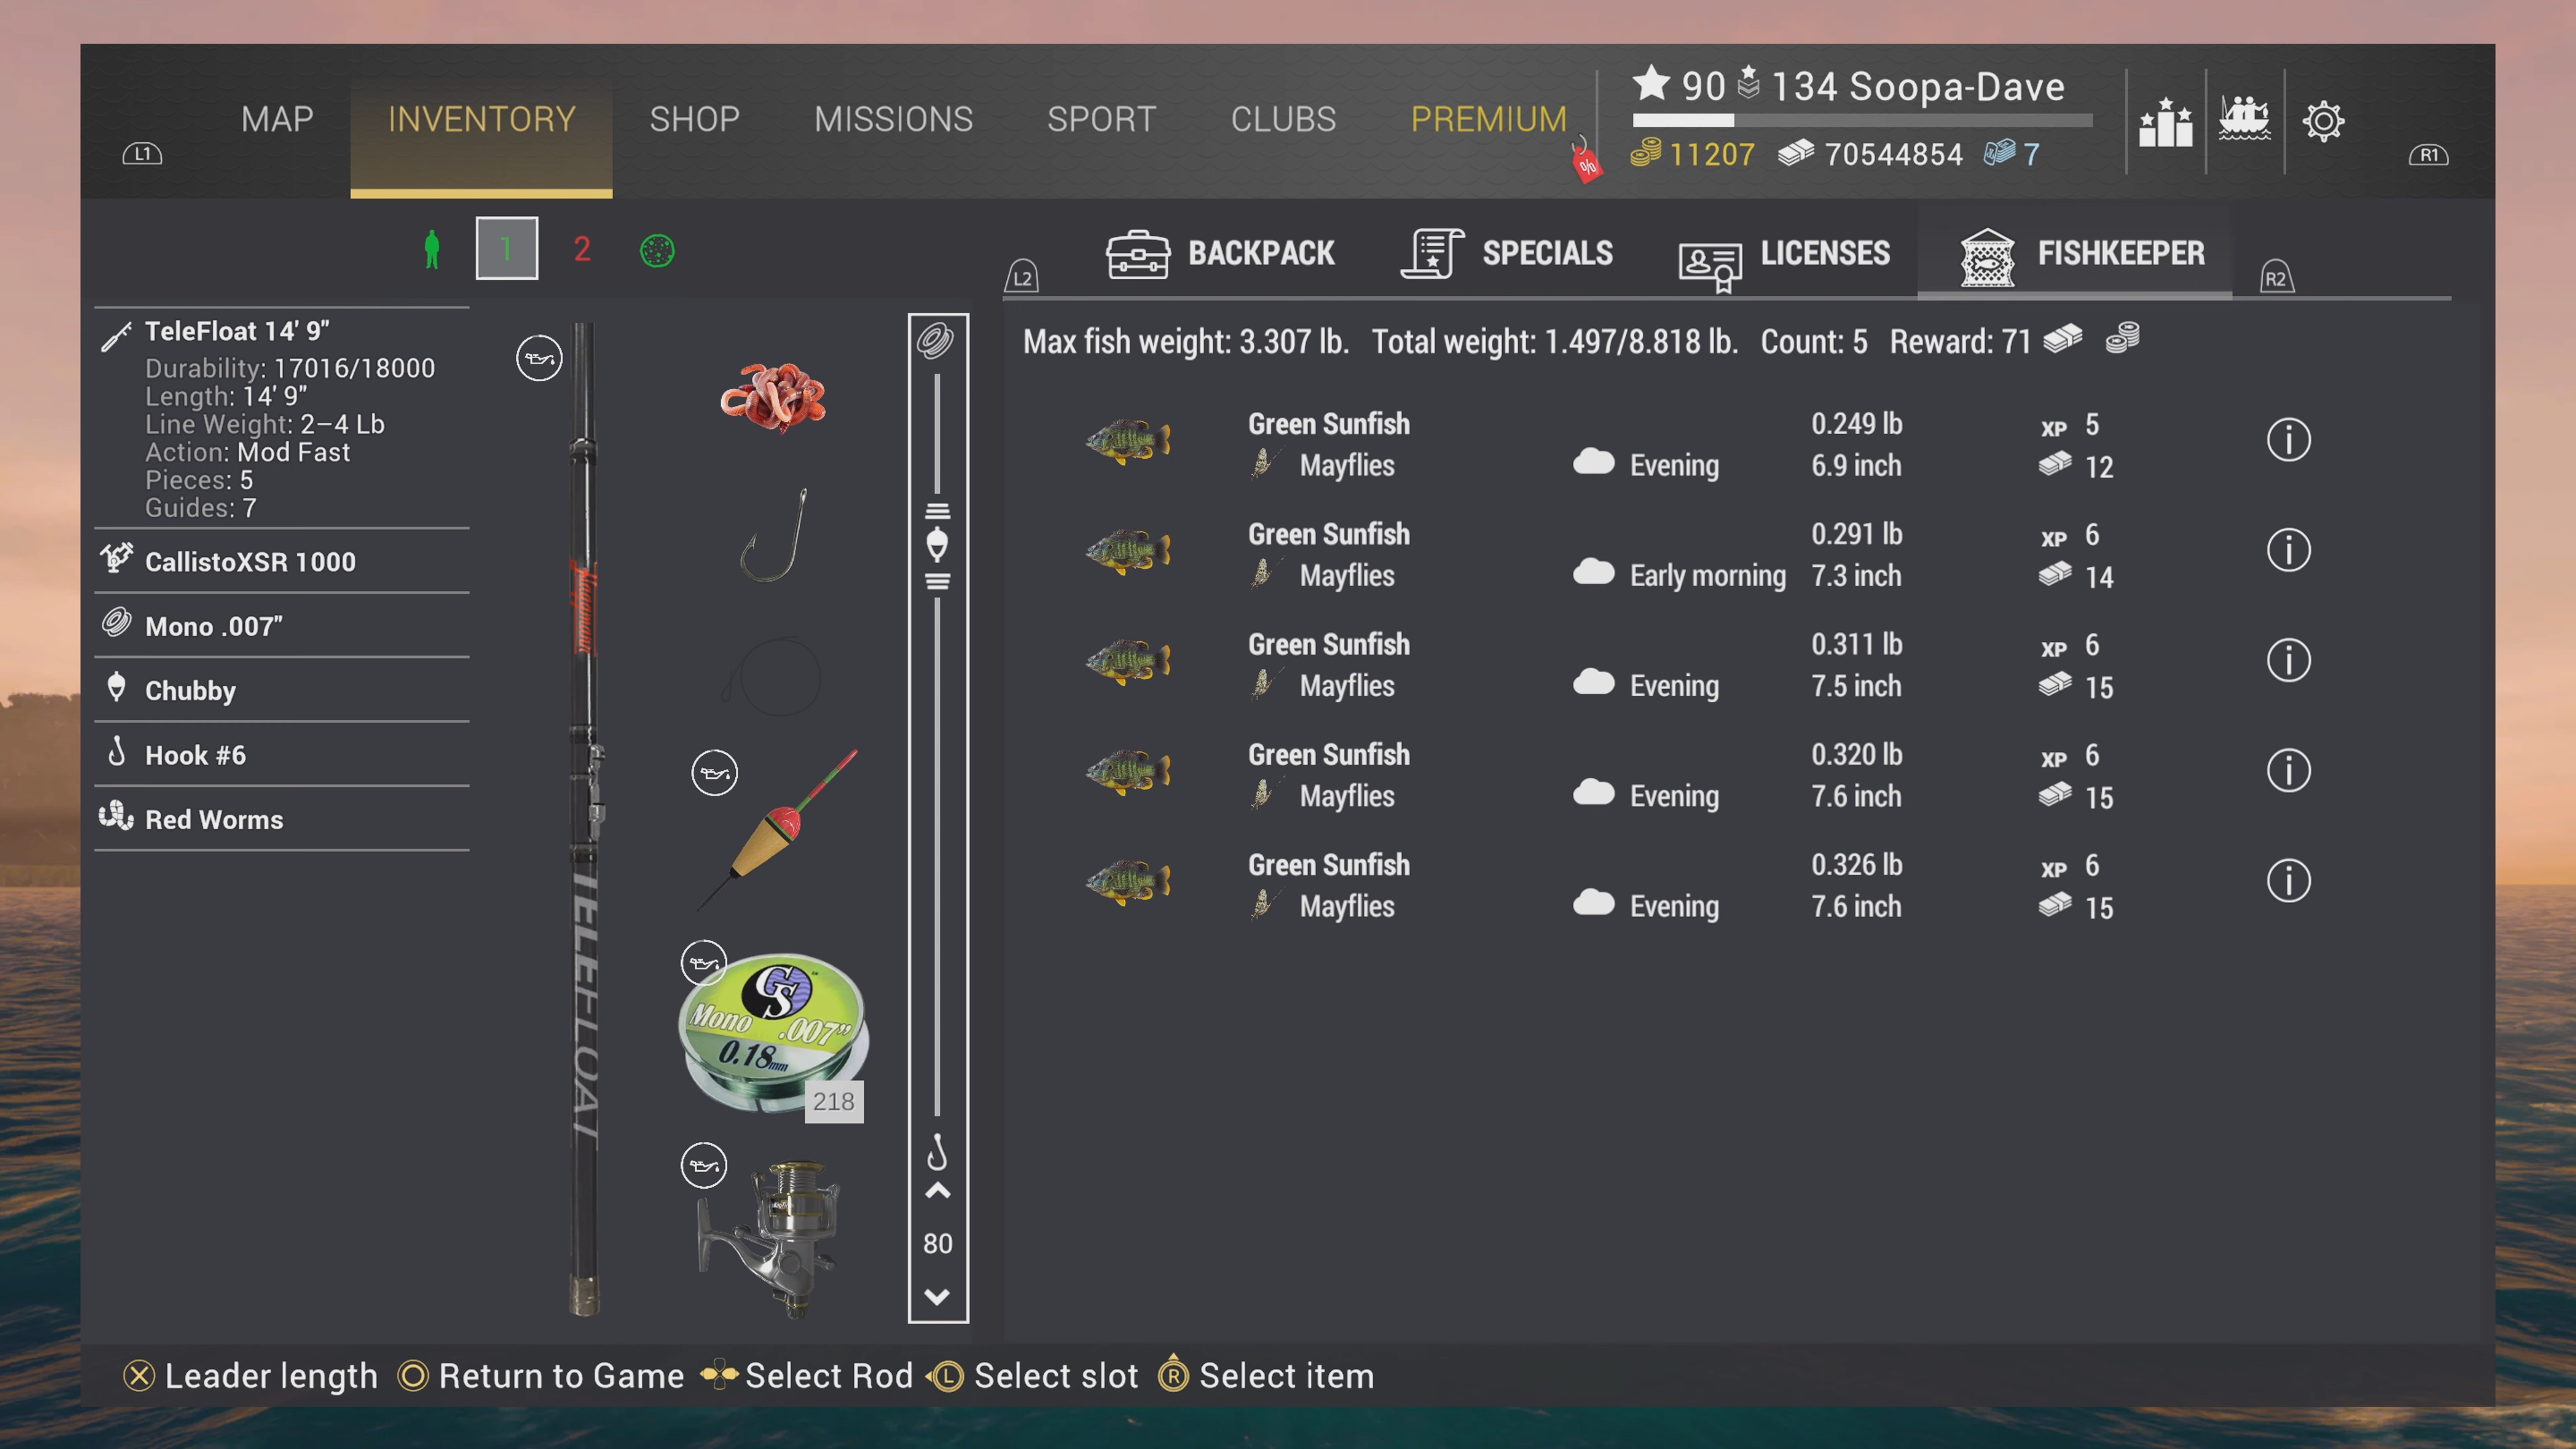 MAP
INVENTORY
SHOP
MISSIONS
SPORT
CLUBS
PREMIUM
%
90 134 Soopa-Dave
11207 70544854 7
L1
R1
1
2
L2
BACKPACK
SPECIALS
LICENSES
FISHKEEPER
R2
TeleFloat 14' 9"
Durability: 17016/18000
Length: 14' 9"
Line Weight: 2–4 Lb
Action: Mod Fast
Pieces: 5
Guides: 7
CallistoXSR 1000
Mono .007"
Chubby
Hook #6
Red Worms
TELEFLOAT
GS
Mono .007"
0.18mm
218
80
Max fish weight: 3.307 lb. Total weight: 1.497/8.818 lb. Count: 5 Reward: 71
Green Sunfish 0.249 lb XP 5
Mayflies Evening 6.9 inch 12
Green Sunfish 0.291 lb XP 6
Mayflies Early morning 7.3 inch 14
Green Sunfish 0.311 lb XP 6
Mayflies Evening 7.5 inch 15
Green Sunfish 0.320 lb XP 6
Mayflies Evening 7.6 inch 15
Green Sunfish 0.326 lb XP 6
Mayflies Evening 7.6 inch 15
Leader length Return to Game Select Rod L Select slot R Select item